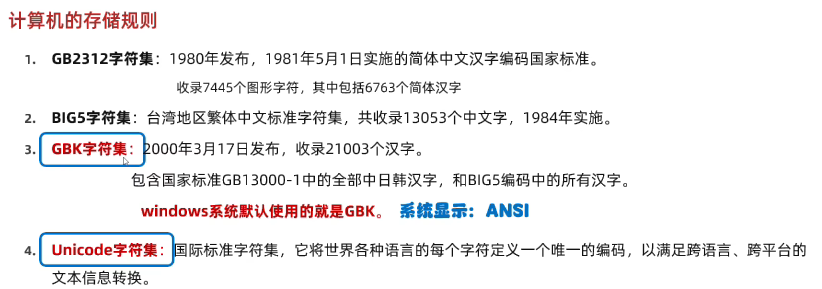 计算机的存储规则
1. GB2312字符集：1980年发布，1981年5月1日实施的简体中文汉字编码国家标准。
收录7445个图形字符，其中包括6763个简体汉字
2. BIG5字符集：台湾地区繁体中文标准字符集，共收录13053个中文字，1984年实施。
3. GBK字符集：2000年3月17日发布，收录21003个汉字。
包含国家标准GB13000-1中的全部中日韩汉字，和BIG5编码中的所有汉字。
windows系统默认使用的就是GBK。 系统显示：ANSI
4. Unicode字符集：国际标准字符集，它将世界各种语言的每个字符定义一个唯一的编码，以满足跨语言、跨平台的
文本信息转换。